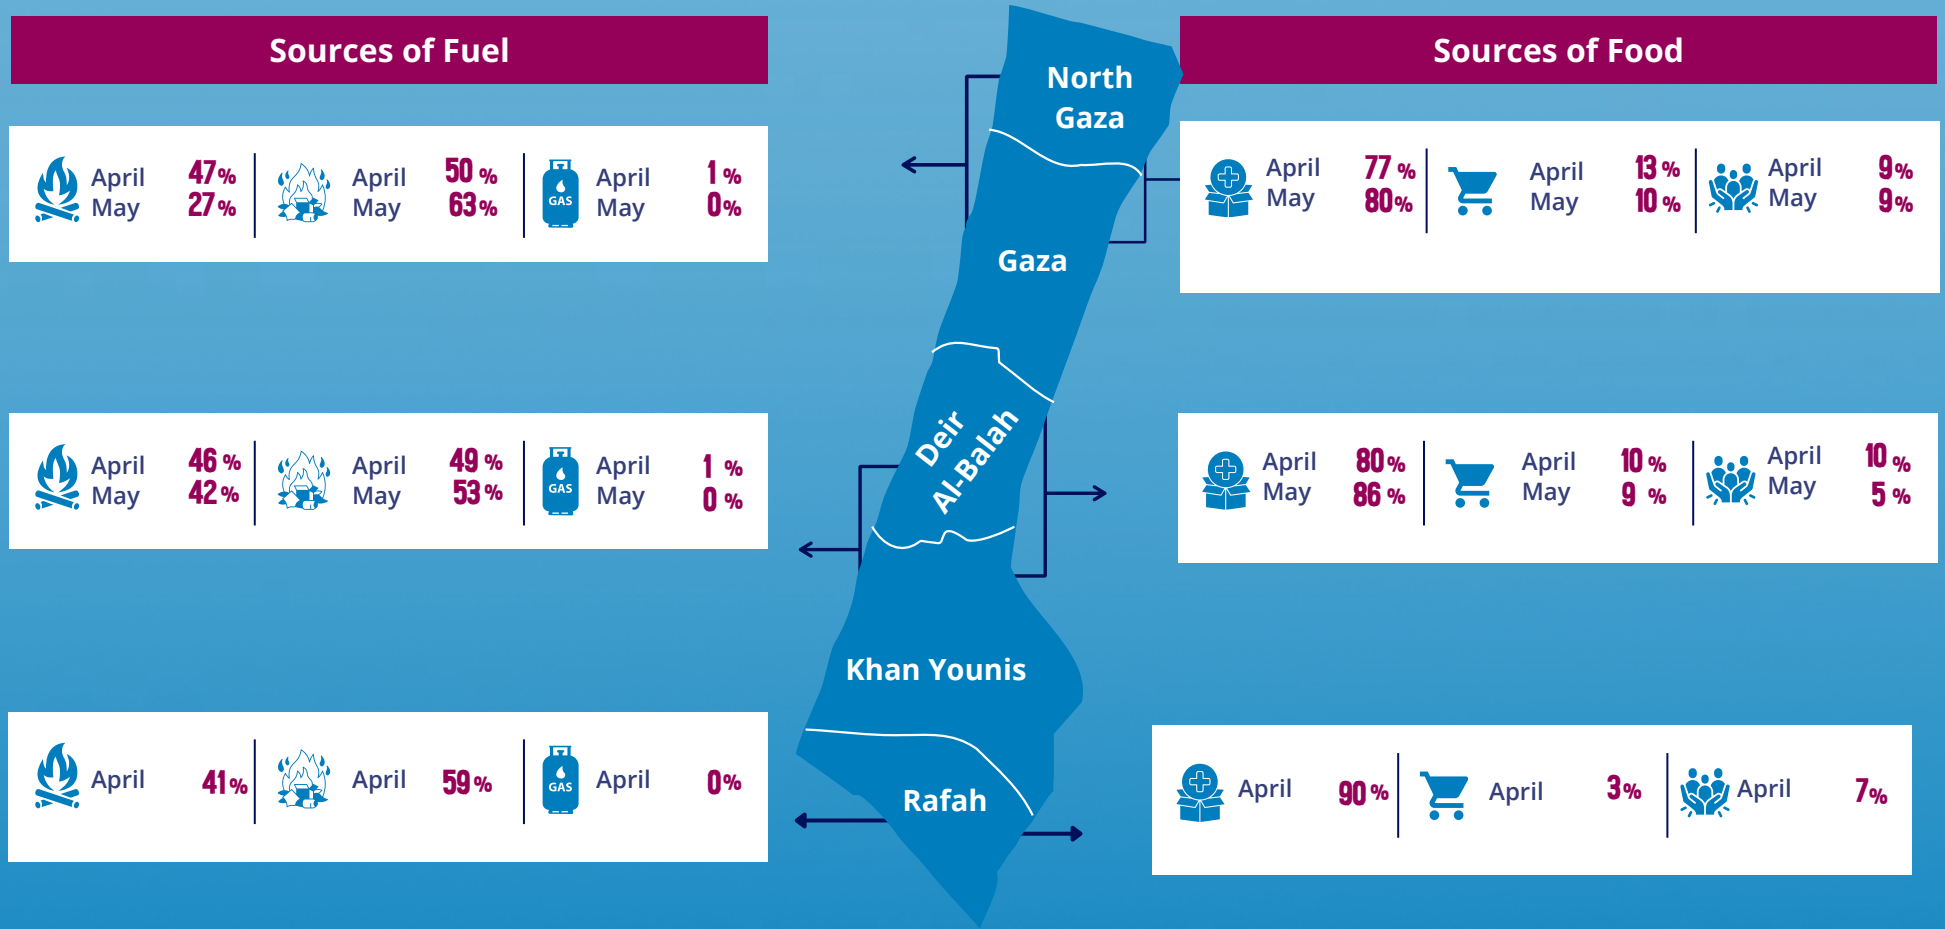 Sources of Fuel
April 47% April 50% April 1%
May 27% May 63% May 0%
April 46% April 49% April 1%
May 42% May 53% May 0%
April 41% April 59% April 0%
GAS
GAS
GAS
North
Gaza
Gaza
Deir
Al-Balah
Khan Younis
Rafah
Sources of Food
April 77% April 13% April 9%
May 80% May 10% May 9%
April 80% April 10% April 10%
May 86% May 9% May 5%
April 90% April 3% April 7%